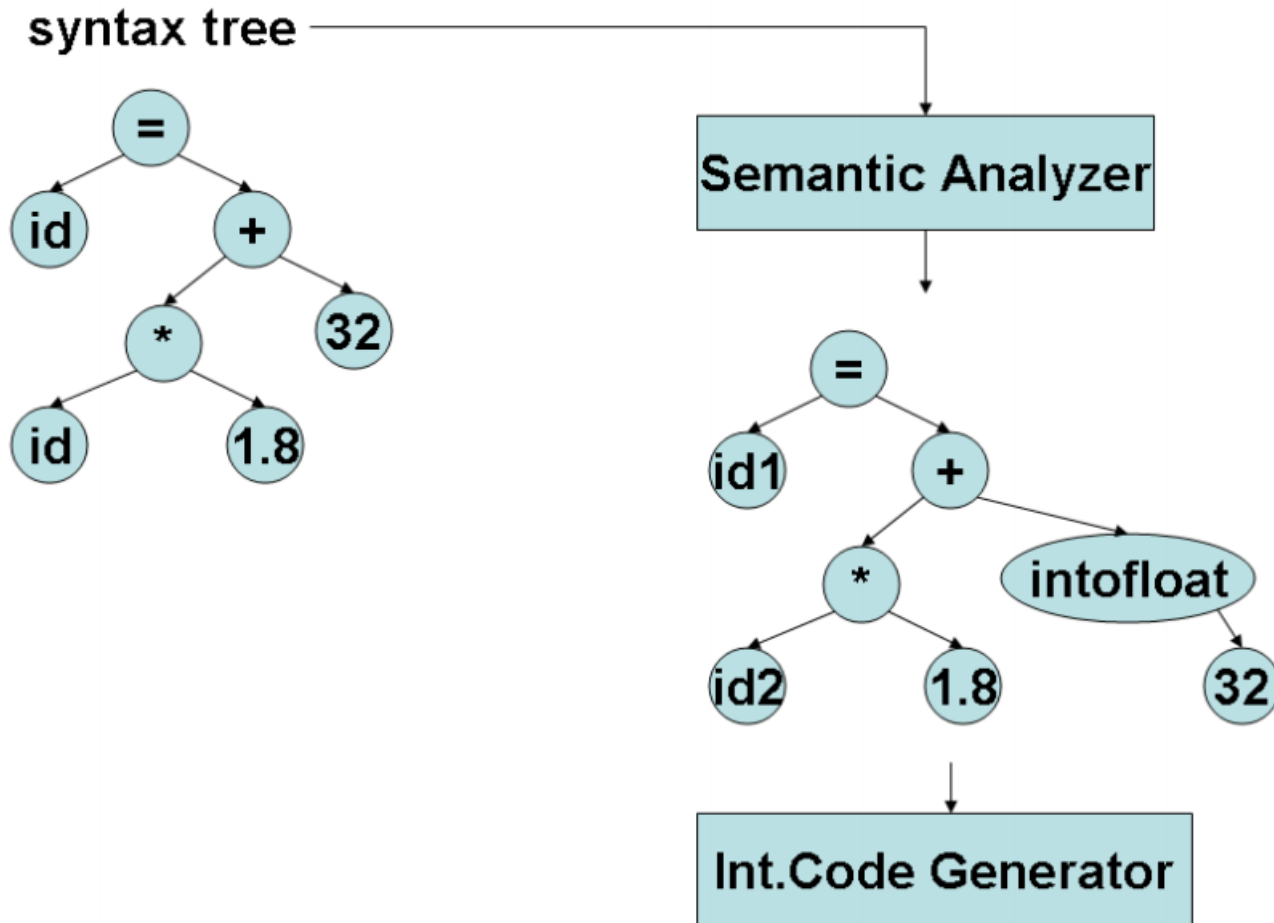 syntax tree
=
id
+
*
32
id
1.8
Semantic Analyzer
=
id1
+
*
intofloat
id2
1.8
32
Int.Code Generator